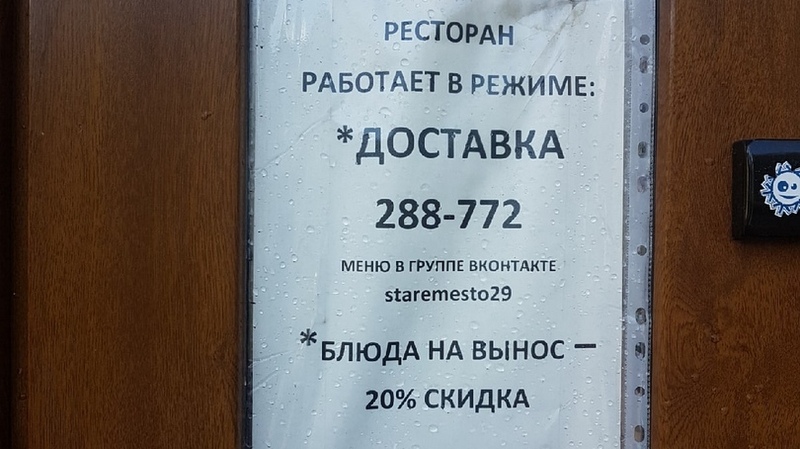 РЕСТОРАН
РАБОТАЕТ В РЕЖИМЕ:
*ДОСТАВКА
288-772
МЕНЮ В ГРУППЕ ВКОНТАКТЕ
staremesto29
*БЛЮДА НА ВЫНОС –
20% СКИДКА